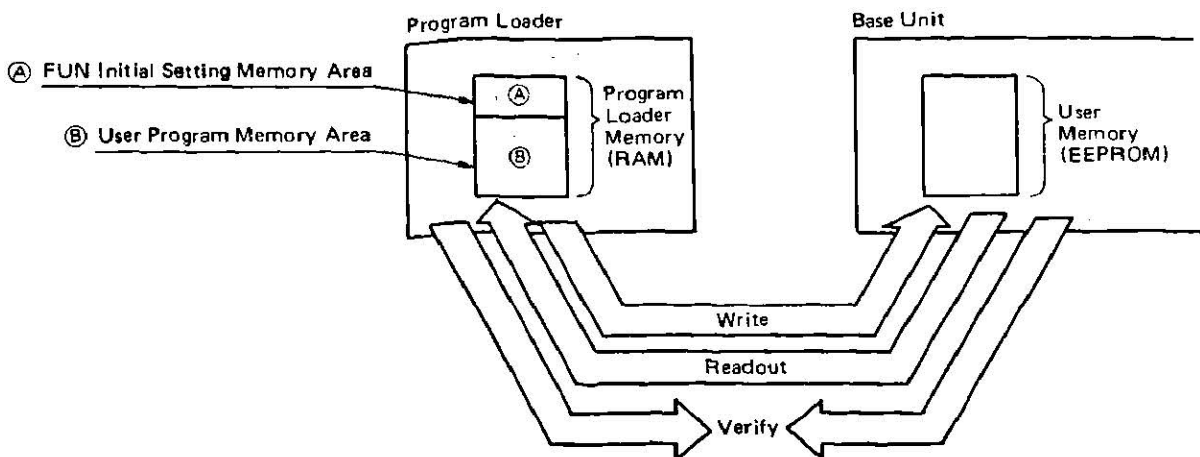 Program Loader
Base Unit
Ⓐ FUN Initial Setting Memory Area
Ⓐ
Ⓑ User Program Memory Area
Ⓑ
Program
Loader
Memory
(RAM)
User
Memory
(EEPROM)
Write
Readout
Verify